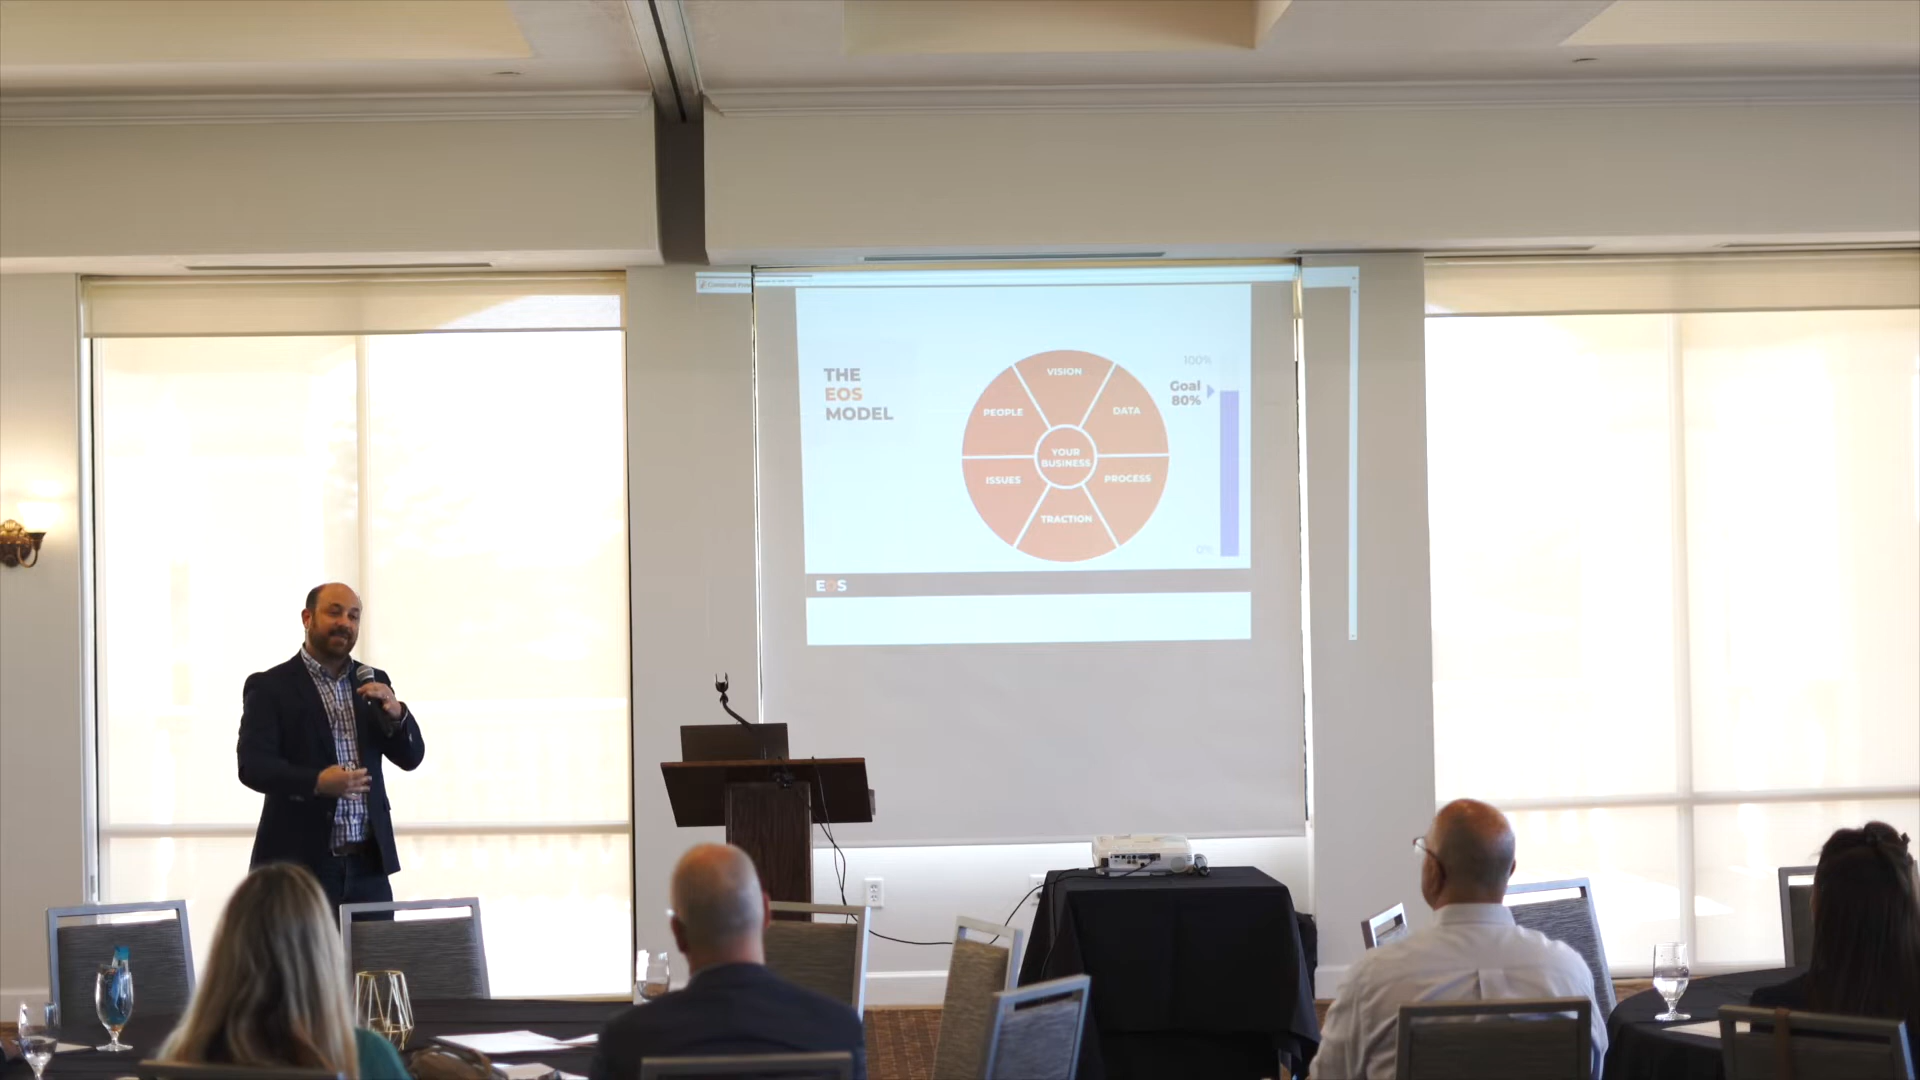 THE
EOS
MODEL
VISION
PEOPLE
DATA
YOUR
BUSINESS
ISSUES
PROCESS
TRACTION
100%
Goal
80%
0%
EOS